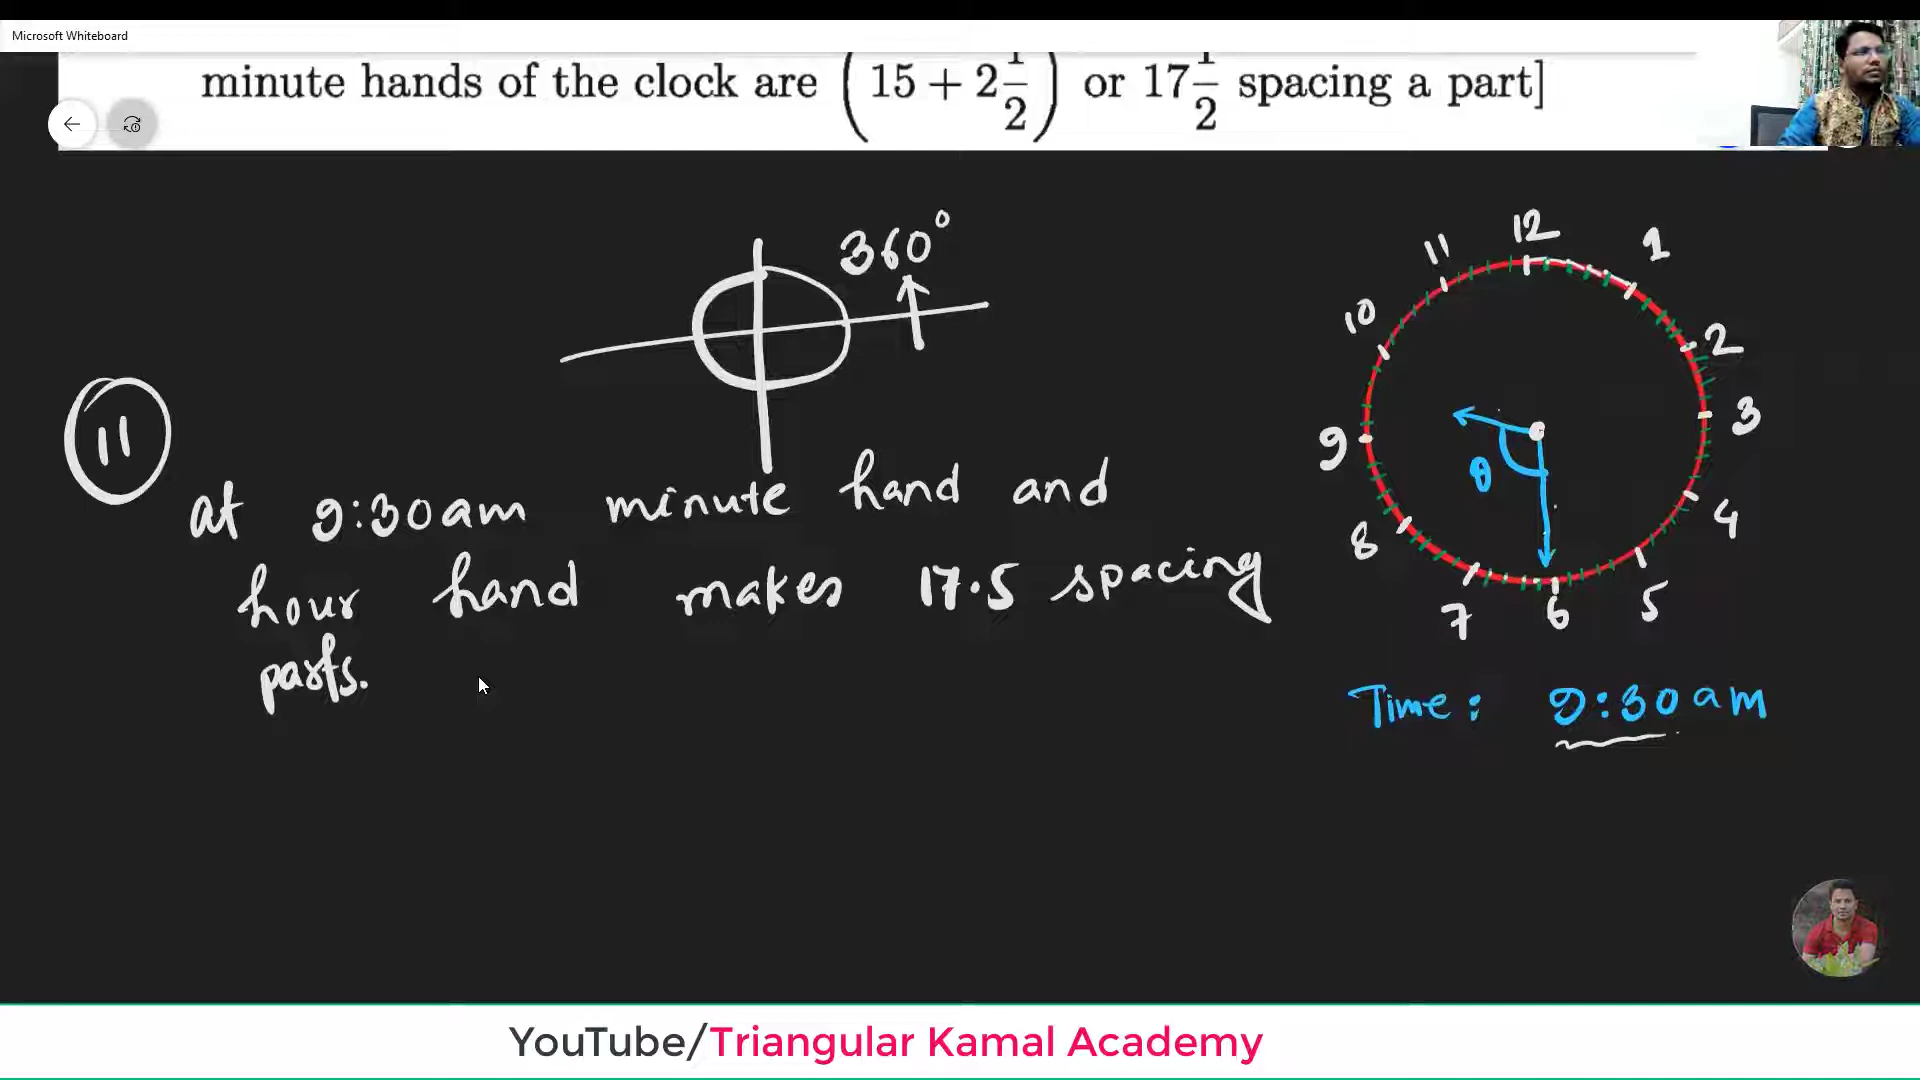 Microsoft Whiteboard
minute hands of the clock are (15 + 2 1/2) or 17 1/2 spacing a part]
360°
11
at 9:30am minute hand and
hour hand makes 17.5 spacing
parts.
12
1
2
3
4
5
6
7
8
9
10
11
θ
Time: 9:30am
YouTube/Triangular Kamal Academy